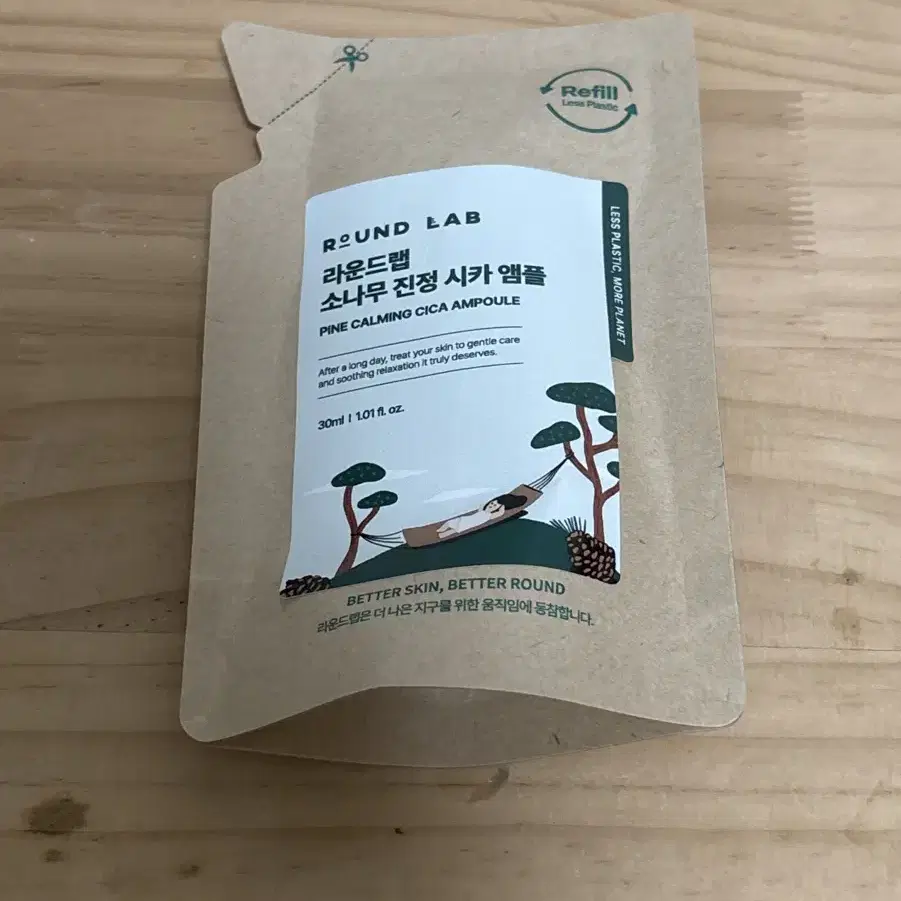 Refill
Less Plastic
LESS PLASTIC, MORE PLANET
ROUND LAB
라운드랩
소나무 진정 시카 앰플
PINE CALMING CICA AMPOULE
After a long day, treat your skin to gentle care
and soothing relaxation it truly deserves.
30ml | 1.01 fl. oz.
BETTER SKIN, BETTER ROUND
라운드랩은 더 나은 지구를 위한 움직임에 동참합니다.